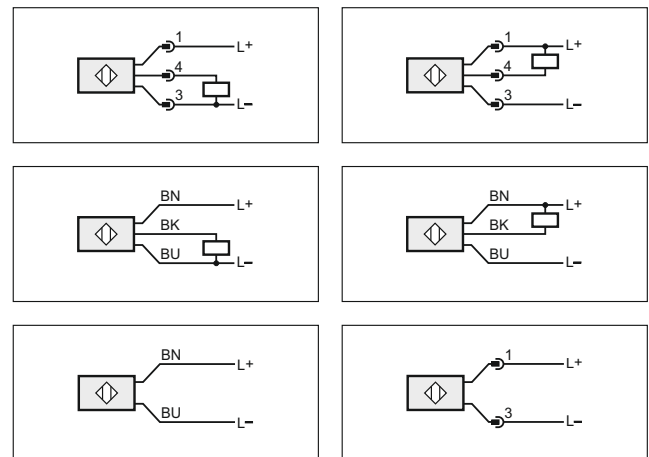 1 L+
4
3 L-
1 L+
4
3 L-
BN L+
BK
BU L-
BN L+
BK
BU L-
BN L+
BU L-
1 L+
3 L-